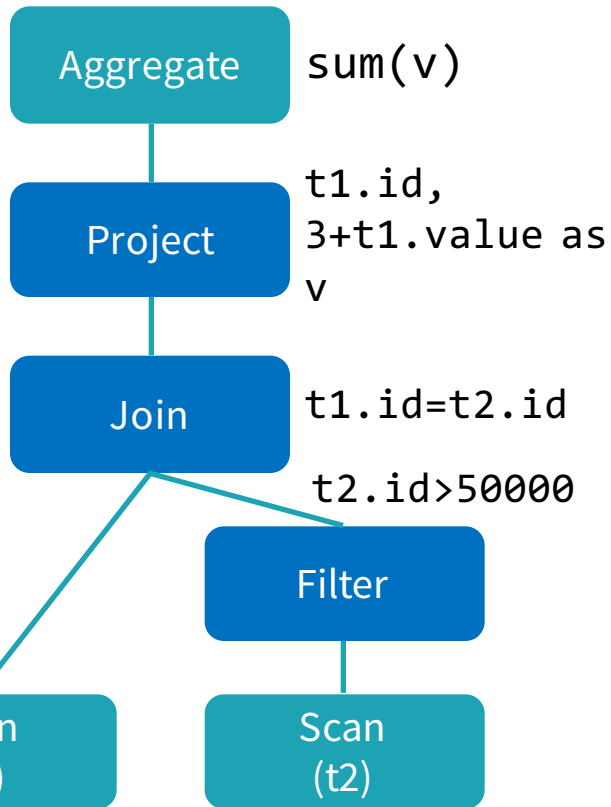 Aggregate
sum(v)
Project
t1.id,
3+t1.value as
v
Join
t1.id=t2.id
t2.id>50000
Filter
Scan
(t2)